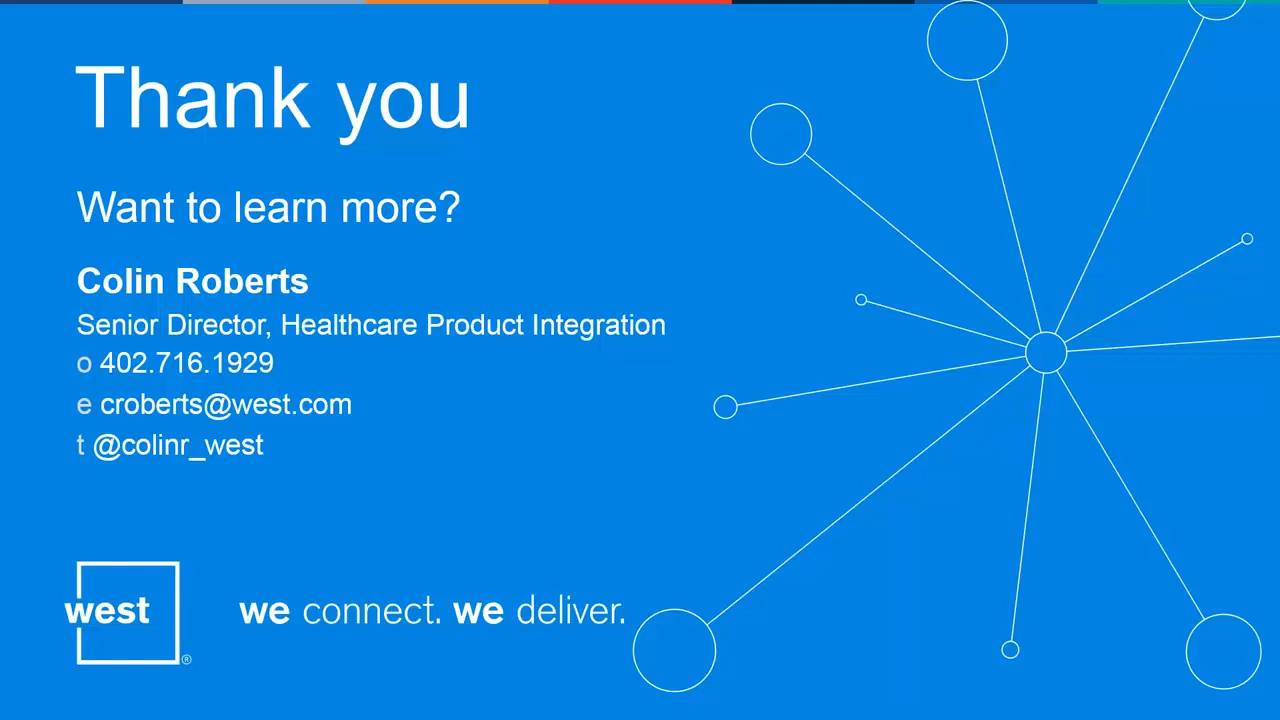 Thank you
Want to learn more?
Colin Roberts
Senior Director, Healthcare Product Integration
o 402.716.1929
e croberts@west.com
t @colinr_west
west ®
we connect. we deliver.